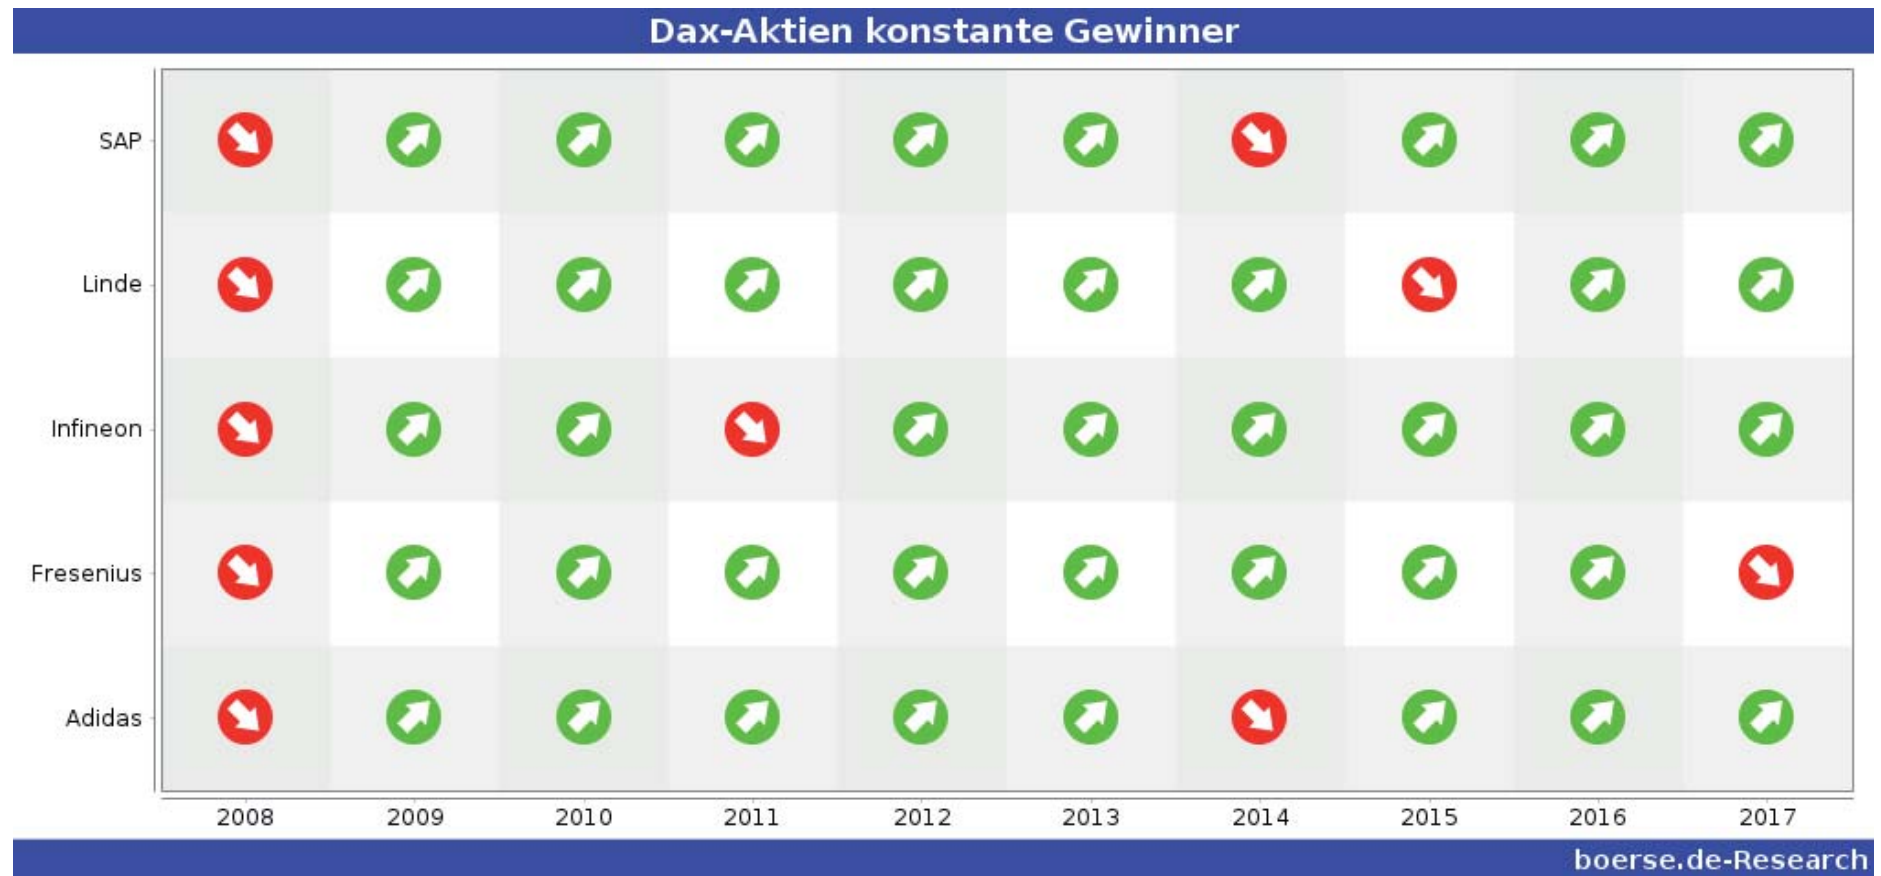 Dax-Aktien konstante Gewinner
SAP
Linde
Infineon
Fresenius
Adidas
2008 2009 2010 2011 2012 2013 2014 2015 2016 2017
boerse.de-Research